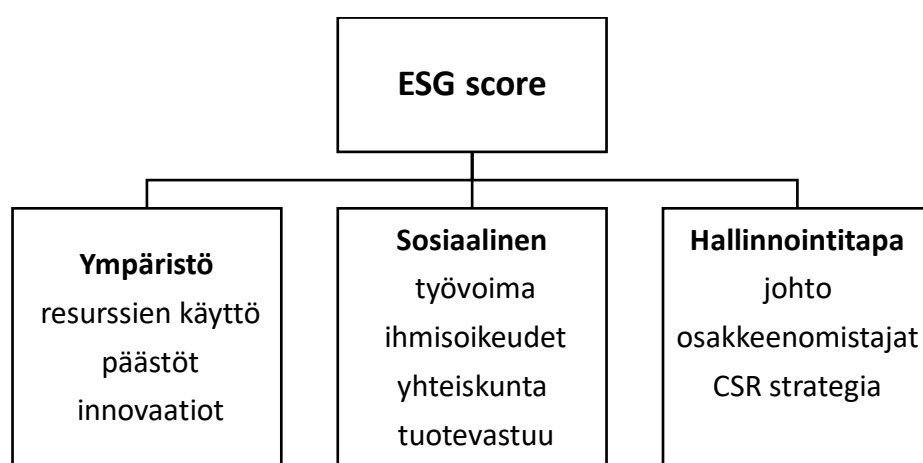 ESG score
Ympäristö
resurssien käyttö
päästöt
innovaatiot
Sosiaalinen
työvoima
ihmisoikeudet
yhteiskunta
tuotevastuu
Hallinnointitapa
johto
osakkeenomistajat
CSR strategia